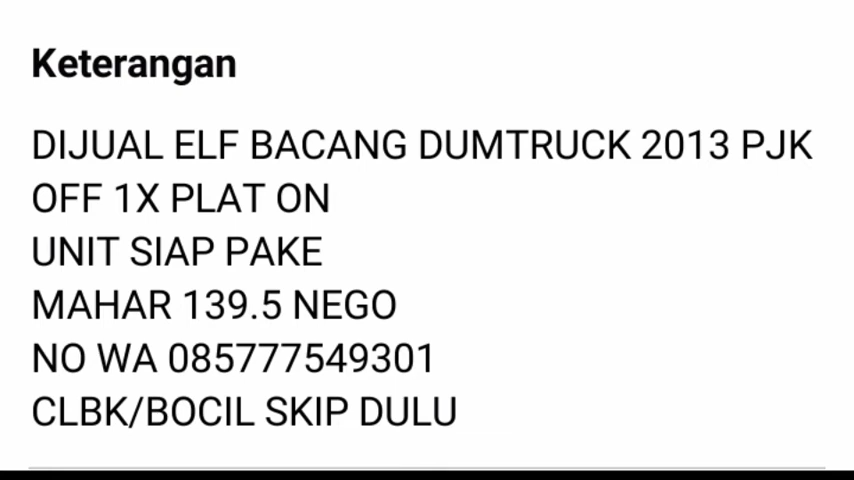 Keterangan
DIJUAL ELF BACANG DUMTRUCK 2013 PJK
OFF 1X PLAT ON
UNIT SIAP PAKE
MAHAR 139.5 NEGO
NO WA 085777549301
CLBK/BOCIL SKIP DULU